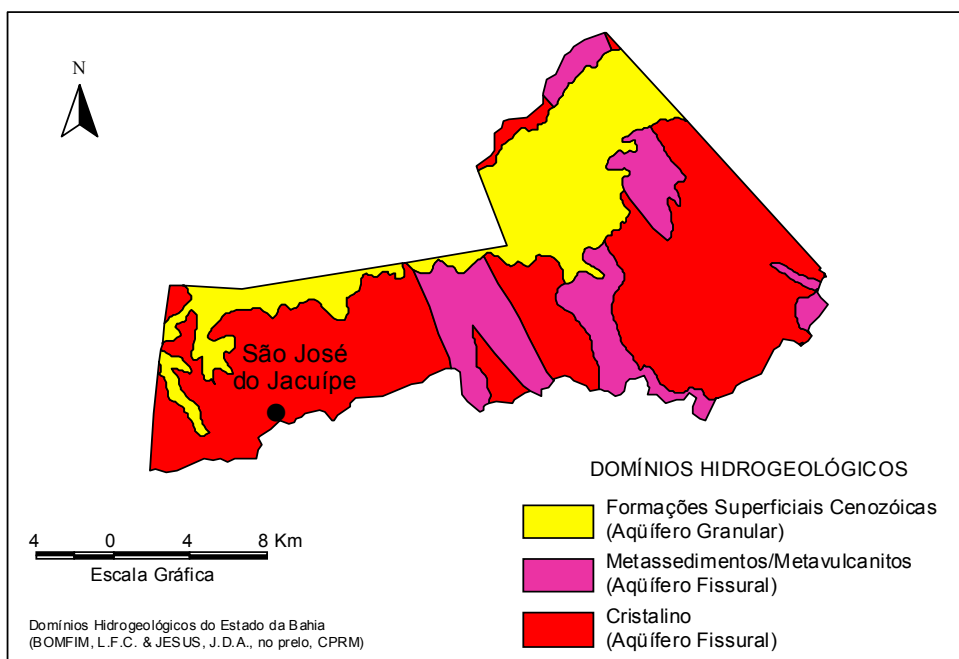 N
São José
do Jacuípe
DOMÍNIOS HIDROGEOLÓGICOS
Formações Superficiais Cenozóicas
(Aqüífero Granular)
Metassedimentos/Metavulcanitos
(Aqüífero Fissural)
Cristalino
(Aqüífero Fissural)
4 0 4 8 Km
Escala Gráfica
Domínios Hidrogeológicos do Estado da Bahia
(BOMFIM, L.F.C. & JESUS, J.D.A., no prelo, CPRM)